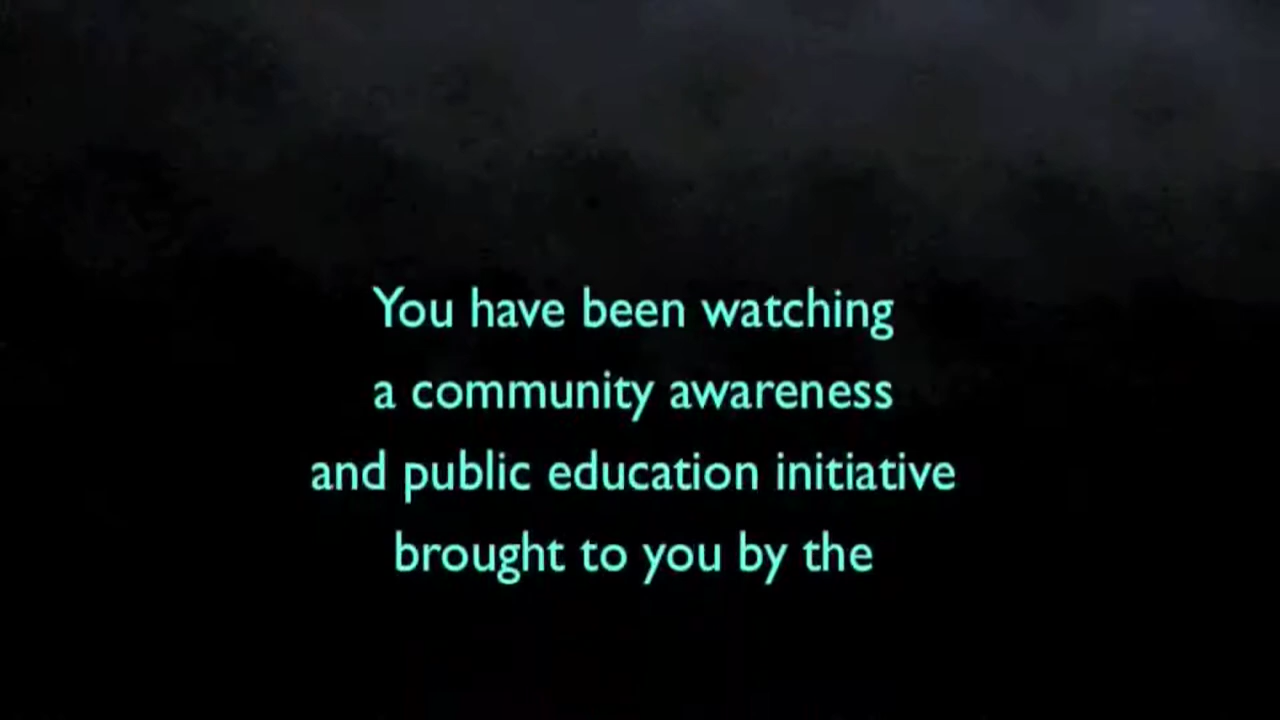 You have been watching
a community awareness
and public education initiative
brought to you by the